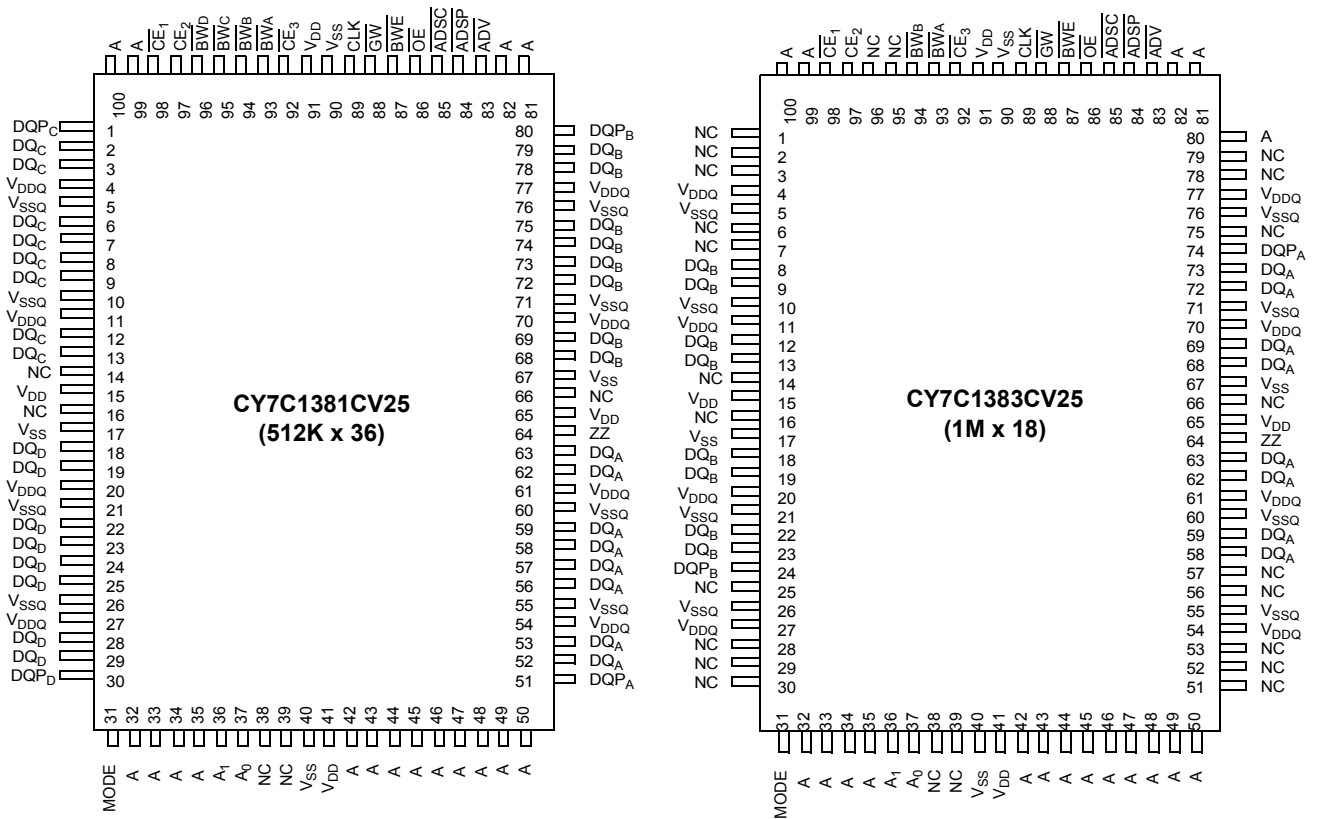 A A CE1 CE2 BWD BWC BWB BWA CE3 VDD VSS CLK GW BWE OE ADSC ADSP ADV A A
100 99 98 97 96 95 94 93 92 91 90 89 88 87 86 85 84 83 82 81
DQPC 1 80 DQPB
DQC 2 79 DQB
DQC 3 78 DQB
VDDQ 4 77 VDDQ
VSSQ 5 76 VSSQ
DQC 6 75 DQB
DQC 7 74 DQB
DQC 8 73 DQB
DQC 9 72 DQB
VSSQ 10 71 VSSQ
VDDQ 11 70 VDDQ
DQC 12 69 DQB
DQC 13 68 DQB
NC 14 67 VSS
VDD 15 66 NC
NC 16 65 VDD
VSS 17 64 ZZ
DQD 18 63 DQA
DQD 19 62 DQA
VDDQ 20 61 VDDQ
VSSQ 21 60 VSSQ
DQD 22 59 DQA
DQD 23 58 DQA
DQD 24 57 DQA
DQD 25 56 DQA
VSSQ 26 55 VSSQ
VDDQ 27 54 VDDQ
DQD 28 53 DQA
DQD 29 52 DQA
DQPD 30 51 DQPA
CY7C1381CV25
(512K x 36)
31 32 33 34 35 36 37 38 39 40 41 42 43 44 45 46 47 48 49 50
MODE A A A A A1 A0 NC NC VSS VDD A A A A A A A A A
A A CE1 CE2 NC NC BWB BWA CE3 VDD VSS CLK GW BWE OE ADSC ADSP ADV A A
100 99 98 97 96 95 94 93 92 91 90 89 88 87 86 85 84 83 82 81
NC 1 80 A
NC 2 79 NC
NC 3 78 NC
VDDQ 4 77 VDDQ
VSSQ 5 76 VSSQ
NC 6 75 NC
NC 7 74 DQPA
DQB 8 73 DQA
DQB 9 72 DQA
VSSQ 10 71 VSSQ
VDDQ 11 70 VDDQ
DQB 12 69 DQA
DQB 13 68 DQA
NC 14 67 VSS
VDD 15 66 NC
NC 16 65 VDD
VSS 17 64 ZZ
DQB 18 63 DQA
DQB 19 62 DQA
VDDQ 20 61 VDDQ
VSSQ 21 60 VSSQ
DQB 22 59 DQA
DQB 23 58 DQA
DQPB 24 57 NC
NC 25 56 NC
VSSQ 26 55 VSSQ
VDDQ 27 54 VDDQ
NC 28 53 NC
NC 29 52 NC
NC 30 51 NC
CY7C1383CV25
(1M x 18)
31 32 33 34 35 36 37 38 39 40 41 42 43 44 45 46 47 48 49 50
MODE A A A A A1 A0 NC NC VSS VDD A A A A A A A A A